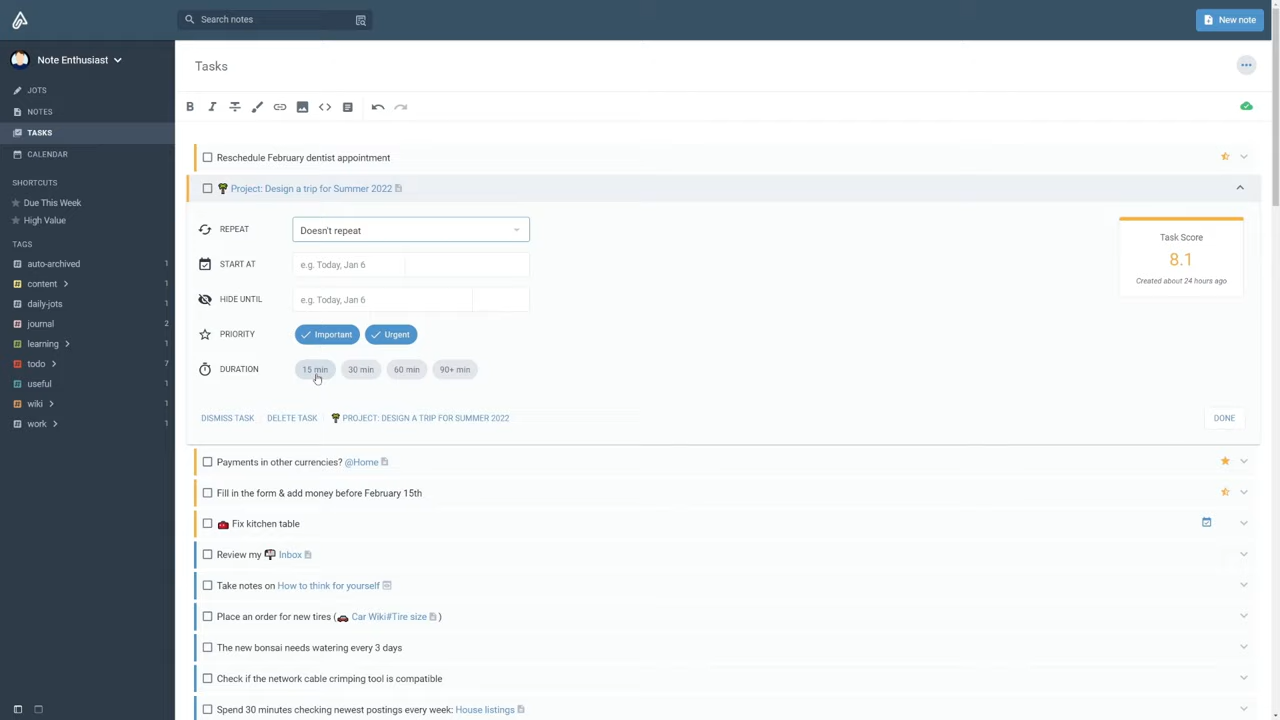 Search notes
New note
Note Enthusiast
JOTS
NOTES
TASKS
CALENDAR
SHORTCUTS
Due This Week
High Value
TAGS
auto-archived 1
content 1
daily-jots
journal 2
learning 1
todo 7
useful 1
wiki 1
work 1
Tasks
Reschedule February dentist appointment
Project: Design a trip for Summer 2022
REPEAT Doesn't repeat
START AT e.g. Today, Jan 6
HIDE UNTIL e.g. Today, Jan 6
PRIORITY Important Urgent
DURATION 15 min 30 min 60 min 90+ min
Task Score
8.1
Created about 24 hours ago
DISMISS TASK DELETE TASK PROJECT: DESIGN A TRIP FOR SUMMER 2022 DONE
Payments in other currencies? @Home
Fill in the form & add money before February 15th
Fix kitchen table
Review my Inbox
Take notes on How to think for yourself
Place an order for new tires ( Car Wiki#Tire size )
The new bonsai needs watering every 3 days
Check if the network cable crimping tool is compatible
Spend 30 minutes checking newest postings every week: House listings